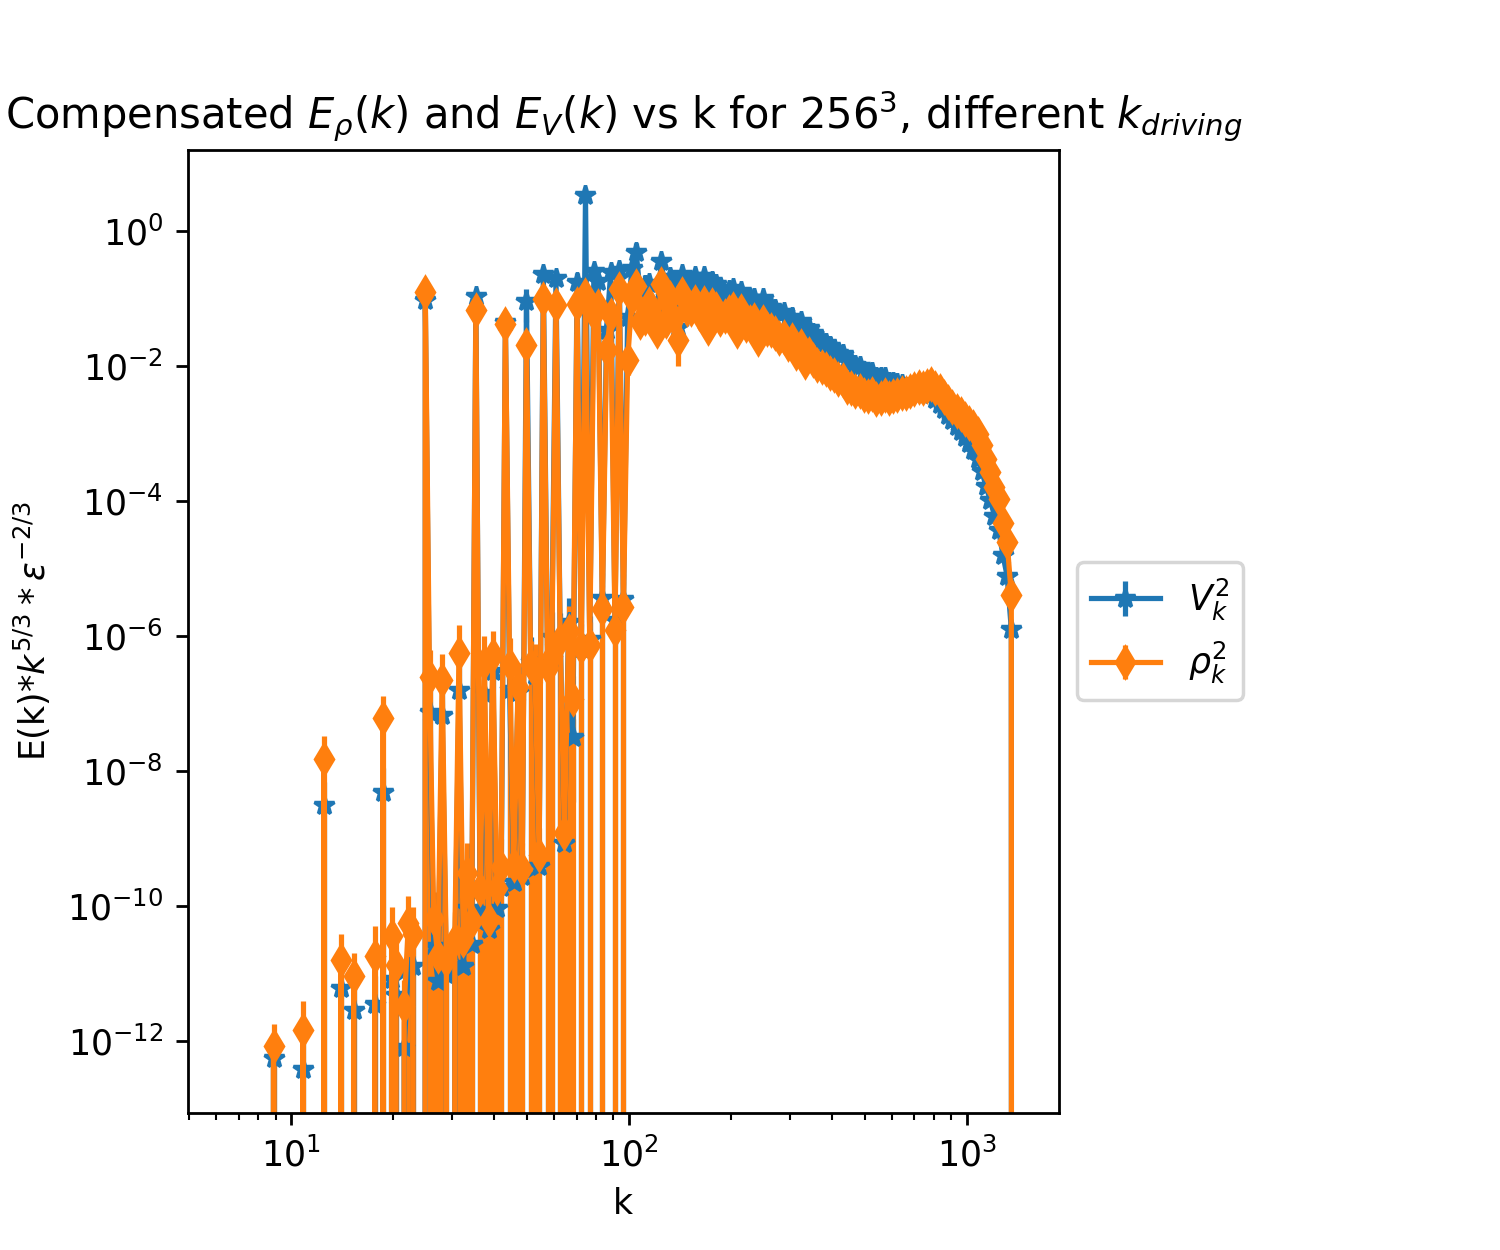 Compensated $E_\rho(k)$ and $E_V(k)$ vs k for $256^3$, different $k_{driving}$
$10^0$
$10^{-2}$
$10^{-4}$
$10^{-6}$
$10^{-8}$
$10^{-10}$
$10^{-12}$
E(k)*$k^{5/3} * \varepsilon^{-2/3}$
$10^1$
$10^2$
$10^3$
k
$V_k^2$
$\rho_k^2$